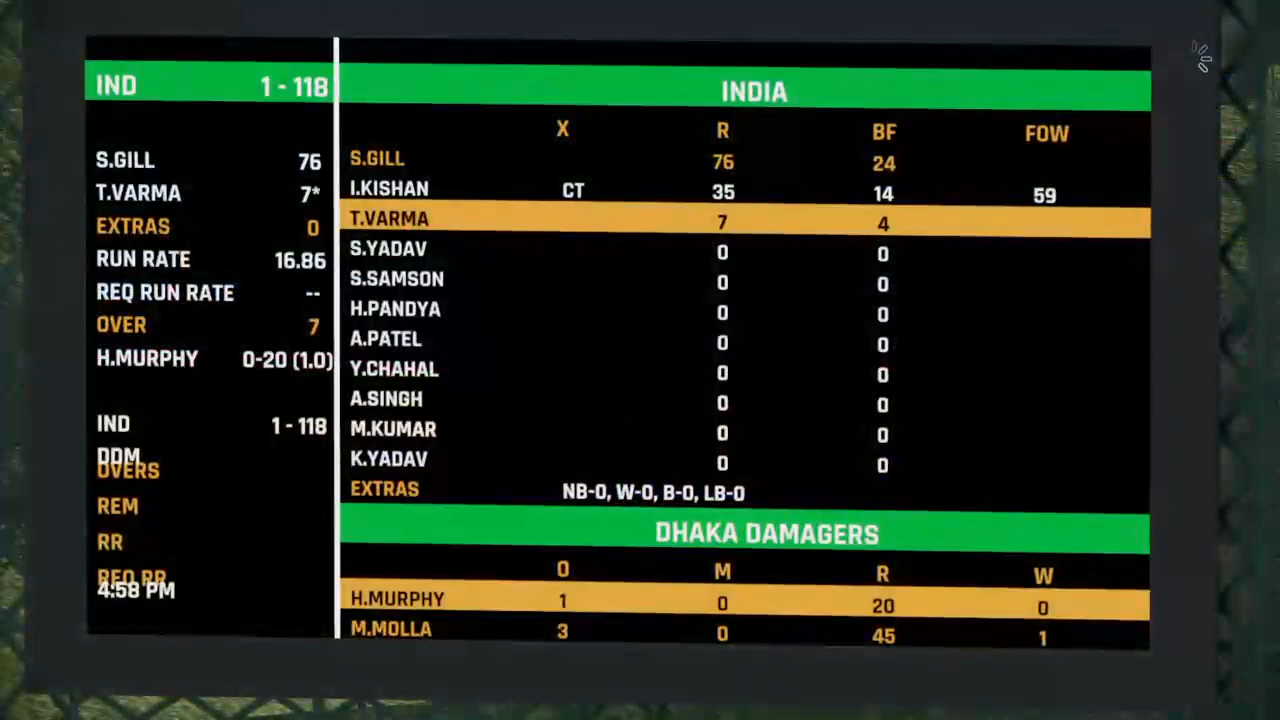 IND 1 - 118
S.GILL 76
T.VARMA 7*
EXTRAS 0
RUN RATE 16.86
REQ RUN RATE --
OVER 7
H.MURPHY 0-20 (1.0)
IND 1 - 118
DDM
OVERS
REM
RR
REQ RR
4:58 PM
INDIA
X R BF FOW
S.GILL 76 24
I.KISHAN CT 35 14 59
T.VARMA 7 4
S.YADAV 0 0
S.SAMSON 0 0
H.PANDYA 0 0
A.PATEL 0 0
Y.CHAHAL 0 0
A.SINGH 0 0
M.KUMAR 0 0
K.YADAV 0 0
EXTRAS NB-0, W-0, B-0, LB-0
DHAKA DAMAGERS
O M R W
H.MURPHY 1 0 20 0
M.MOLLA 3 0 45 1